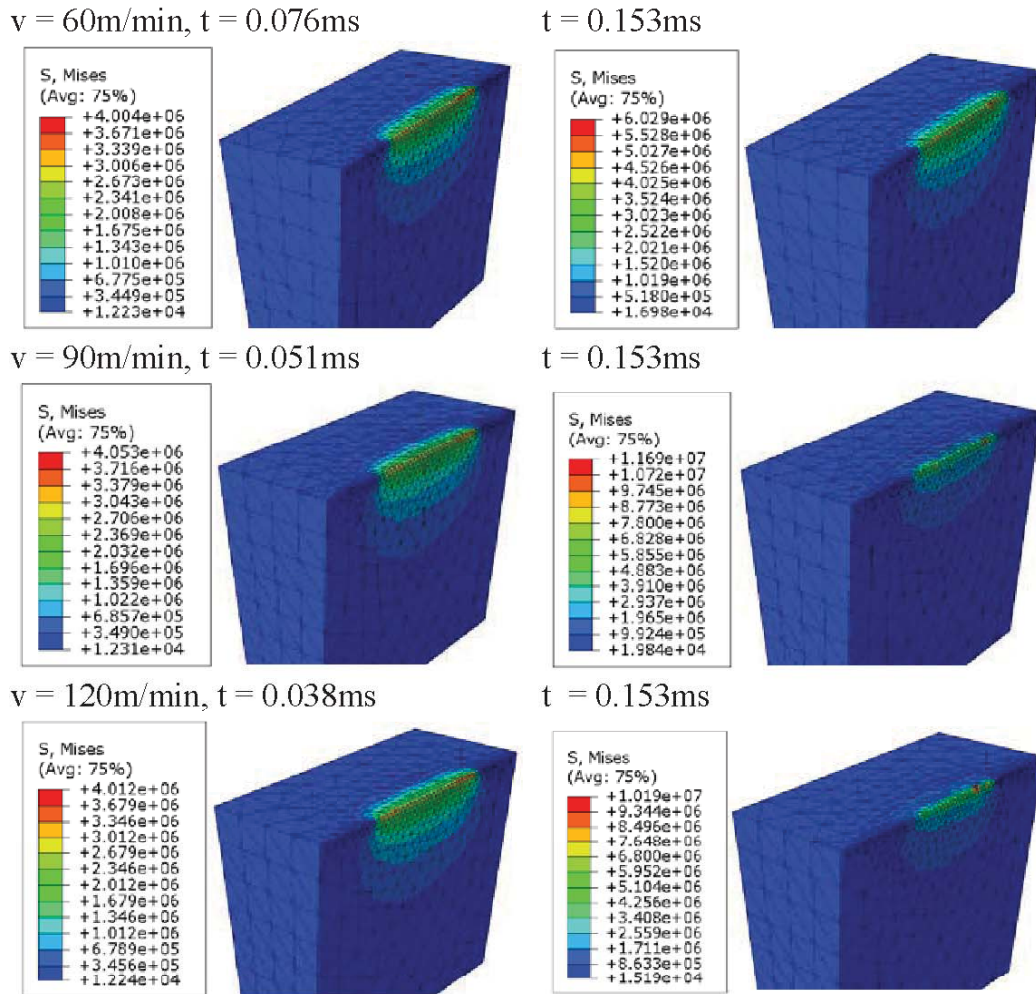 v = 60m/min, t = 0.076ms
t = 0.153ms
S, Mises
(Avg: 75%)
+4.004e+06
+3.671e+06
+3.339e+06
+3.006e+06
+2.673e+06
+2.341e+06
+2.008e+06
+1.675e+06
+1.343e+06
+1.010e+06
+6.775e+05
+3.449e+05
+1.223e+04
S, Mises
(Avg: 75%)
+6.029e+06
+5.528e+06
+5.027e+06
+4.526e+06
+4.025e+06
+3.524e+06
+3.023e+06
+2.522e+06
+2.021e+06
+1.520e+06
+1.019e+06
+5.180e+05
+1.698e+04
v = 90m/min, t = 0.051ms
t = 0.153ms
S, Mises
(Avg: 75%)
+4.053e+06
+3.716e+06
+3.379e+06
+3.043e+06
+2.706e+06
+2.369e+06
+2.032e+06
+1.696e+06
+1.359e+06
+1.022e+06
+6.857e+05
+3.490e+05
+1.231e+04
S, Mises
(Avg: 75%)
+1.169e+07
+1.072e+07
+9.745e+06
+8.773e+06
+7.800e+06
+6.828e+06
+5.855e+06
+4.883e+06
+3.910e+06
+2.937e+06
+1.965e+06
+9.924e+05
+1.984e+04
v = 120m/min, t = 0.038ms
t = 0.153ms
S, Mises
(Avg: 75%)
+4.012e+06
+3.679e+06
+3.346e+06
+3.012e+06
+2.679e+06
+2.346e+06
+2.012e+06
+1.679e+06
+1.346e+06
+1.012e+06
+6.789e+05
+3.456e+05
+1.224e+04
S, Mises
(Avg: 75%)
+1.019e+07
+9.344e+06
+8.496e+06
+7.648e+06
+6.800e+06
+5.952e+06
+5.104e+06
+4.256e+06
+3.408e+06
+2.559e+06
+1.711e+06
+8.633e+05
+1.519e+04